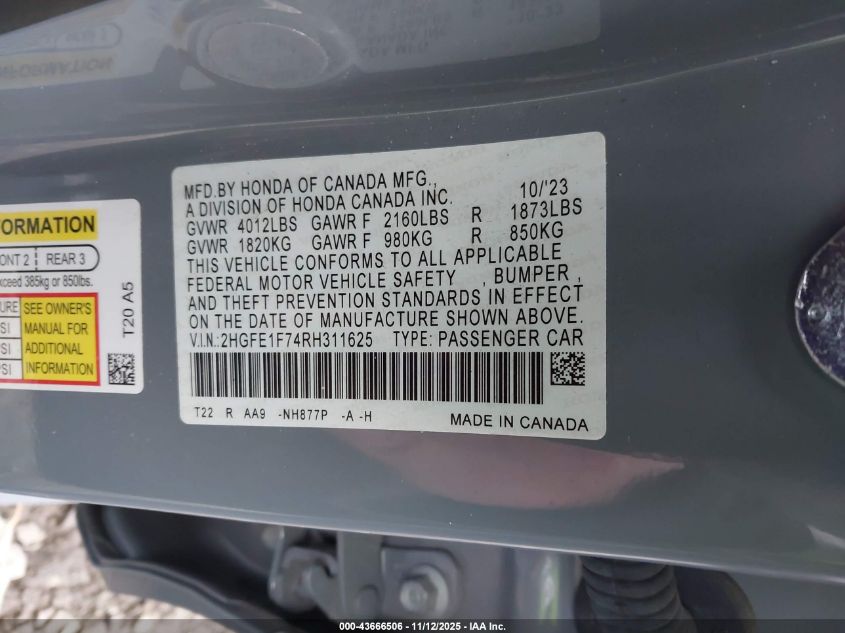 MFD.BY HONDA OF CANADA MFG., 10/'23
A DIVISION OF HONDA CANADA INC.
GVWR 4012LBS GAWR F 2160LBS R 1873LBS
GVWR 1820KG GAWR F 980KG R 850KG
THIS VEHICLE CONFORMS TO ALL APPLICABLE
FEDERAL MOTOR VEHICLE SAFETY , BUMPER ,
AND THEFT PREVENTION STANDARDS IN EFFECT
ON THE DATE OF MANUFACTURE SHOWN ABOVE.
V.I.N.:2HGFE1F74RH311625 TYPE: PASSENGER CAR
T22 R AA9 -NH877P -A -H MADE IN CANADA
2 REAR 3
385kg or 850lbs.
SEE OWNER'S
MANUAL FOR
ADDITIONAL
INFORMATION
T20 A5
000-43666506 - 11/12/2025 - IAA Inc.